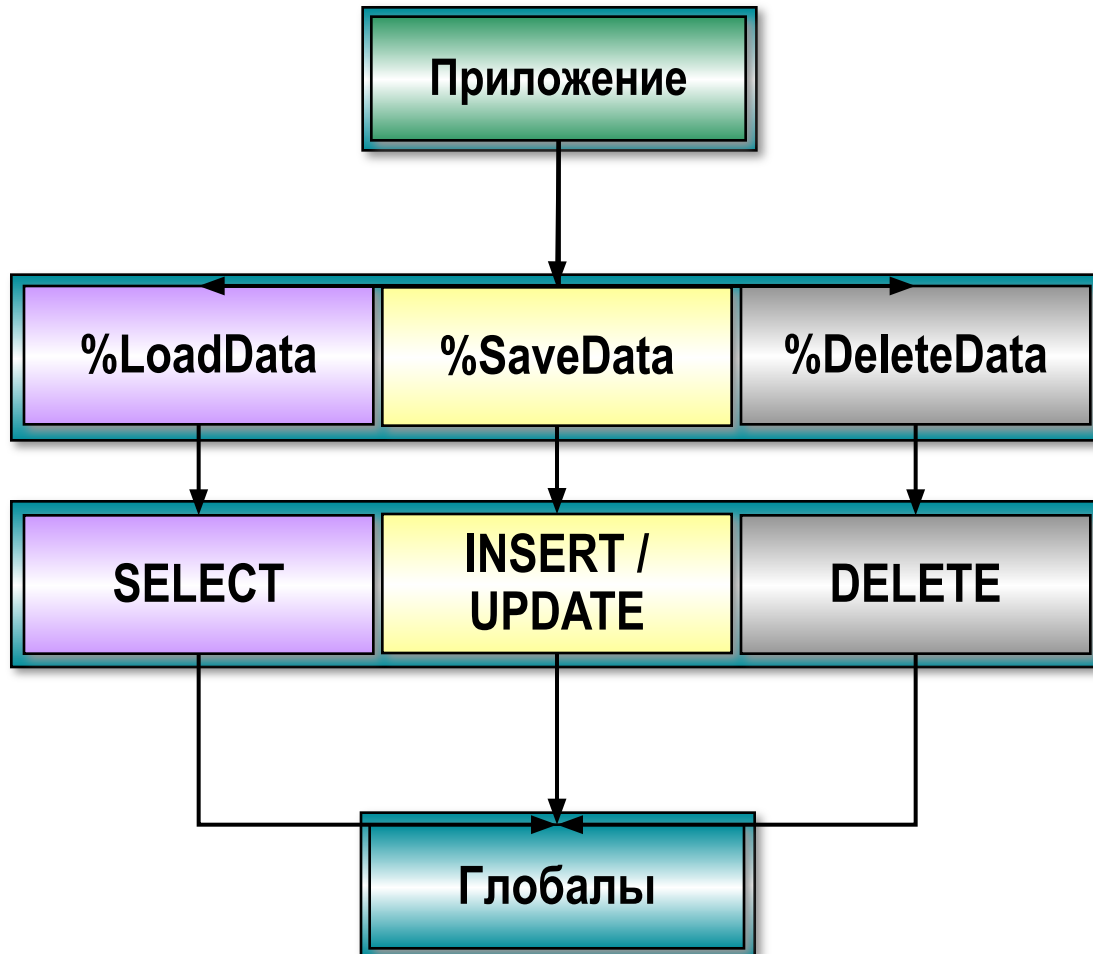 Приложение
%LoadData
%SaveData
%DeleteData
SELECT
INSERT /
UPDATE
DELETE
Глобалы